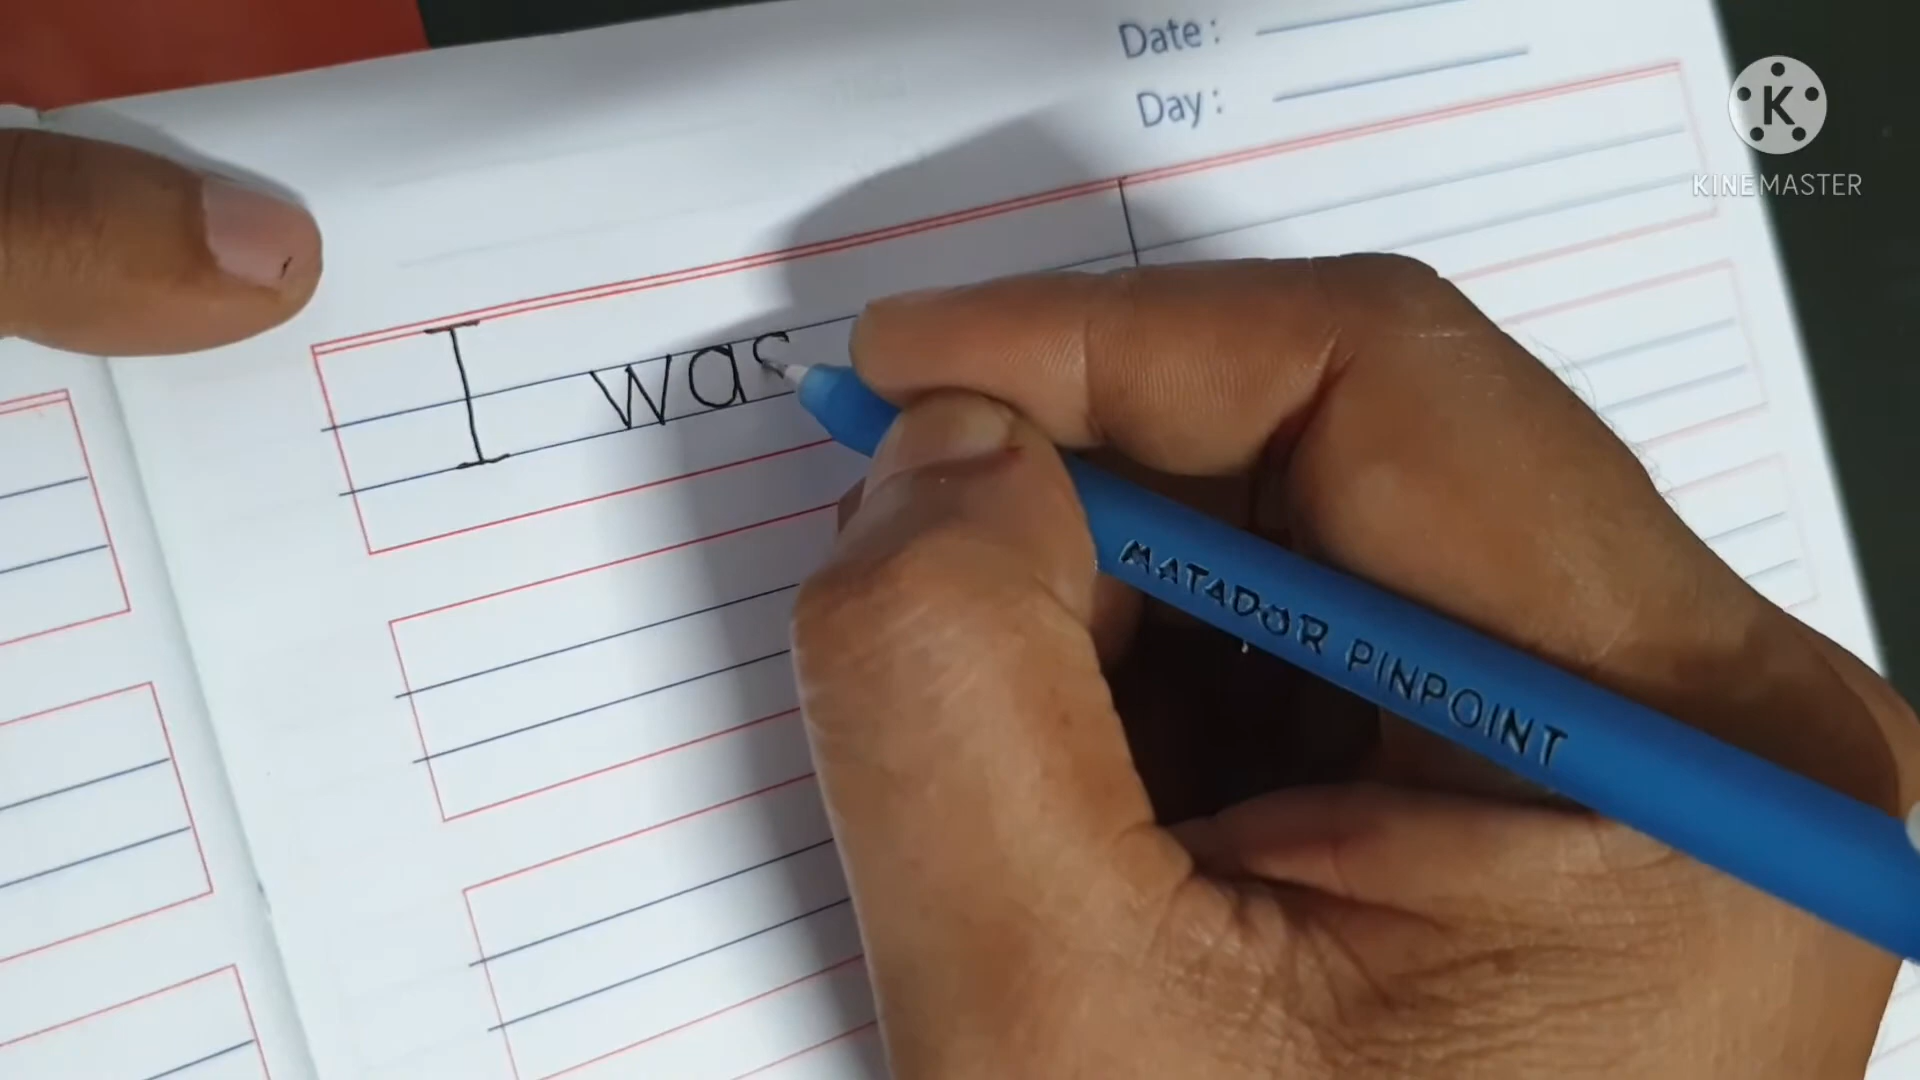 Date :
Day :
KINEMASTER
I was
MATADOR PINPOINT